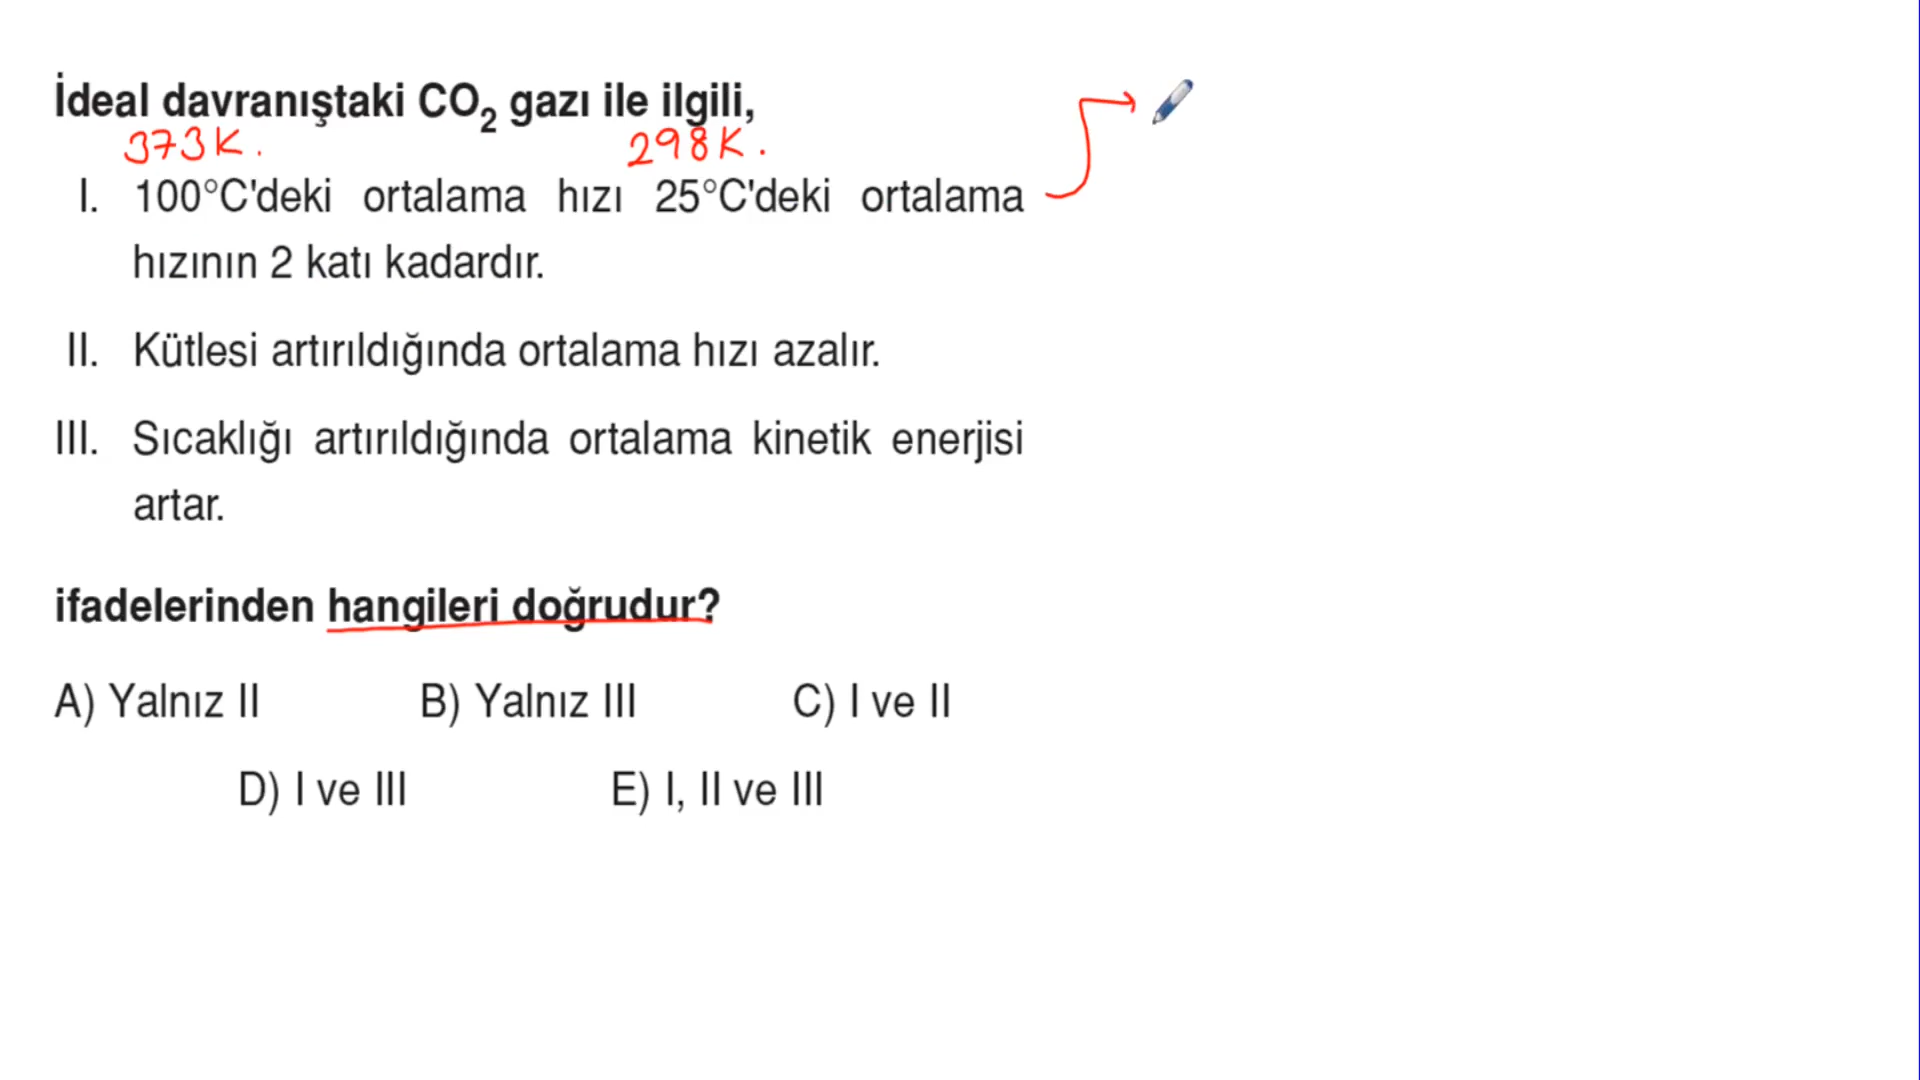 İdeal davranıştaki CO₂ gazı ile ilgili,
373K. 298K.
I. 100°C'deki ortalama hızı 25°C'deki ortalama
hızının 2 katı kadardır.
II. Kütlesi artırıldığında ortalama hızı azalır.
III. Sıcaklığı artırıldığında ortalama kinetik enerjisi
artar.
ifadelerinden hangileri doğrudur?
A) Yalnız II B) Yalnız III C) I ve II
D) I ve III E) I, II ve III